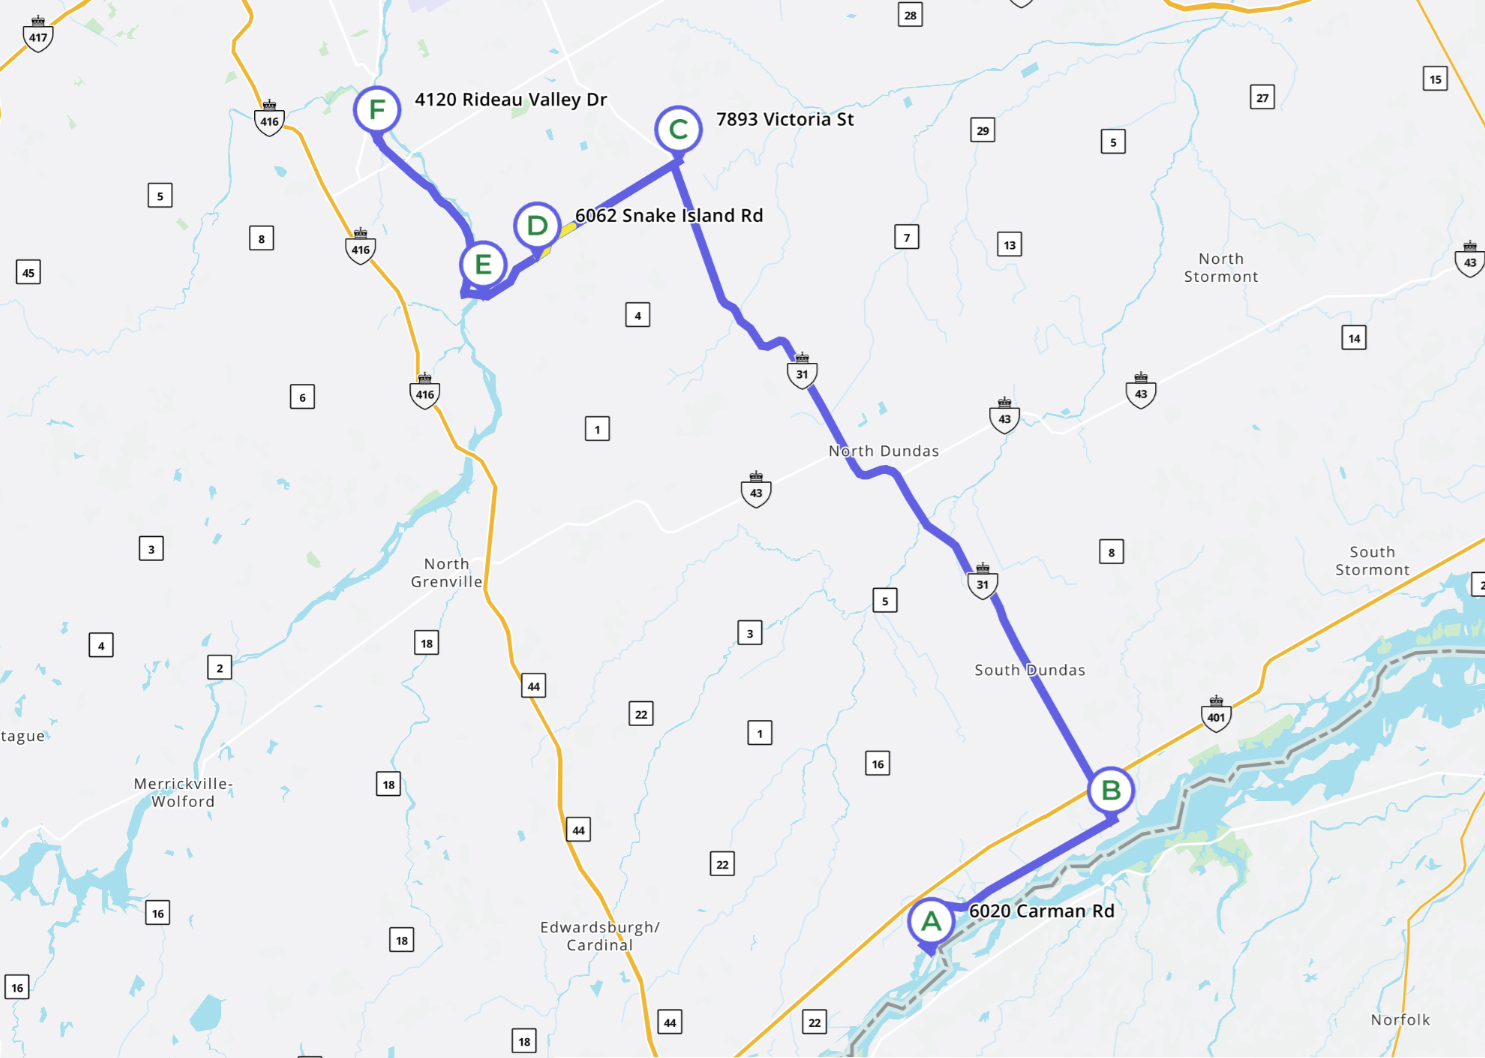 28
417
15
27
F
4120 Rideau Valley Dr
C
7893 Victoria St
416
29
5
5
D
6062 Snake Island Rd
8
416
7
13
North
Stormont
43
E
45
4
14
31
416
43
43
6
1
North Dundas
43
3
8
South
Stormont
North
Grenville
31
5
18
3
4
2
South Dundas
44
22
401
1
tague
16
Merrickville-
Wolford
18
B
44
22
16
A
6020 Carman Rd
Edwardsburgh/
Cardinal
18
16
44
22
Norfolk
18